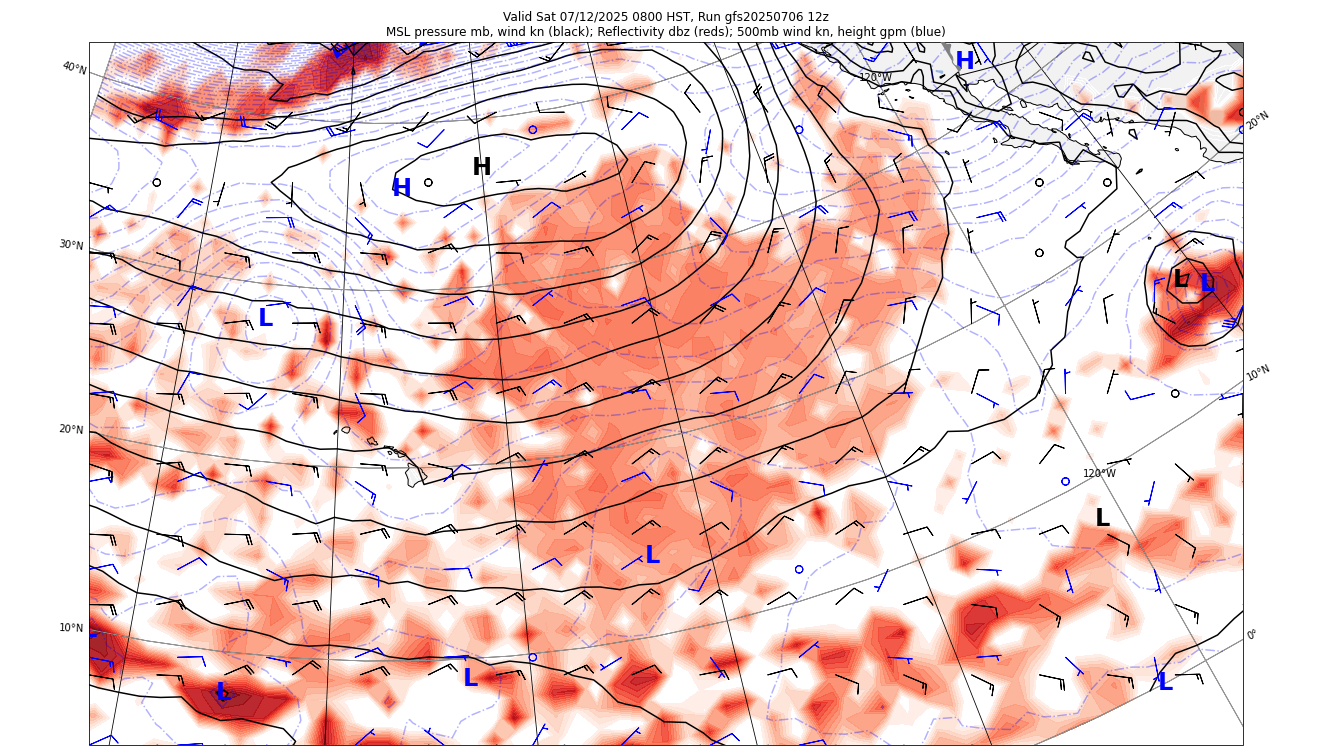 Valid Sat 07/12/2025 0800 HST, Run gfs20250706 12z
MSL pressure mb, wind kn (black); Reflectivity dbz (reds); 500mb wind kn, height gpm (blue)
H
40°N
120°W
20°N
H
H
30°N
L
L
L
10°N
20°N
120°W
L
L
10°N
0°
L
L
L